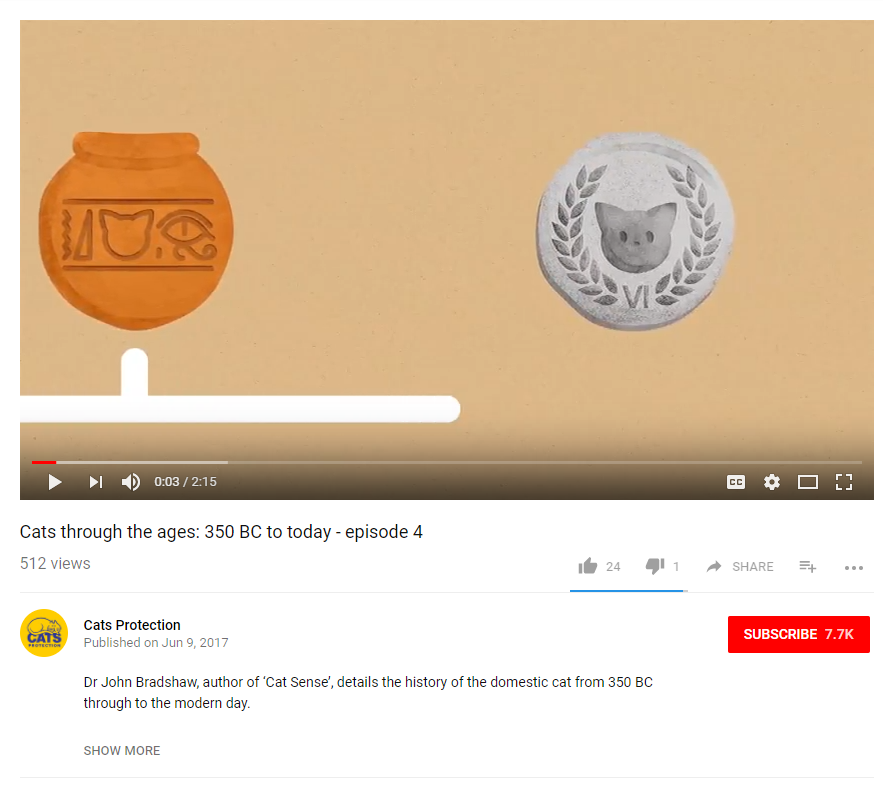 VI
CC
0:03 / 2:15
Cats through the ages: 350 BC to today - episode 4
512 views
24
1
SHARE
CATS
PROTECTION
Cats Protection
Published on Jun 9, 2017
SUBSCRIBE 7.7K
Dr John Bradshaw, author of ‘Cat Sense’, details the history of the domestic cat from 350 BC
through to the modern day.
SHOW MORE